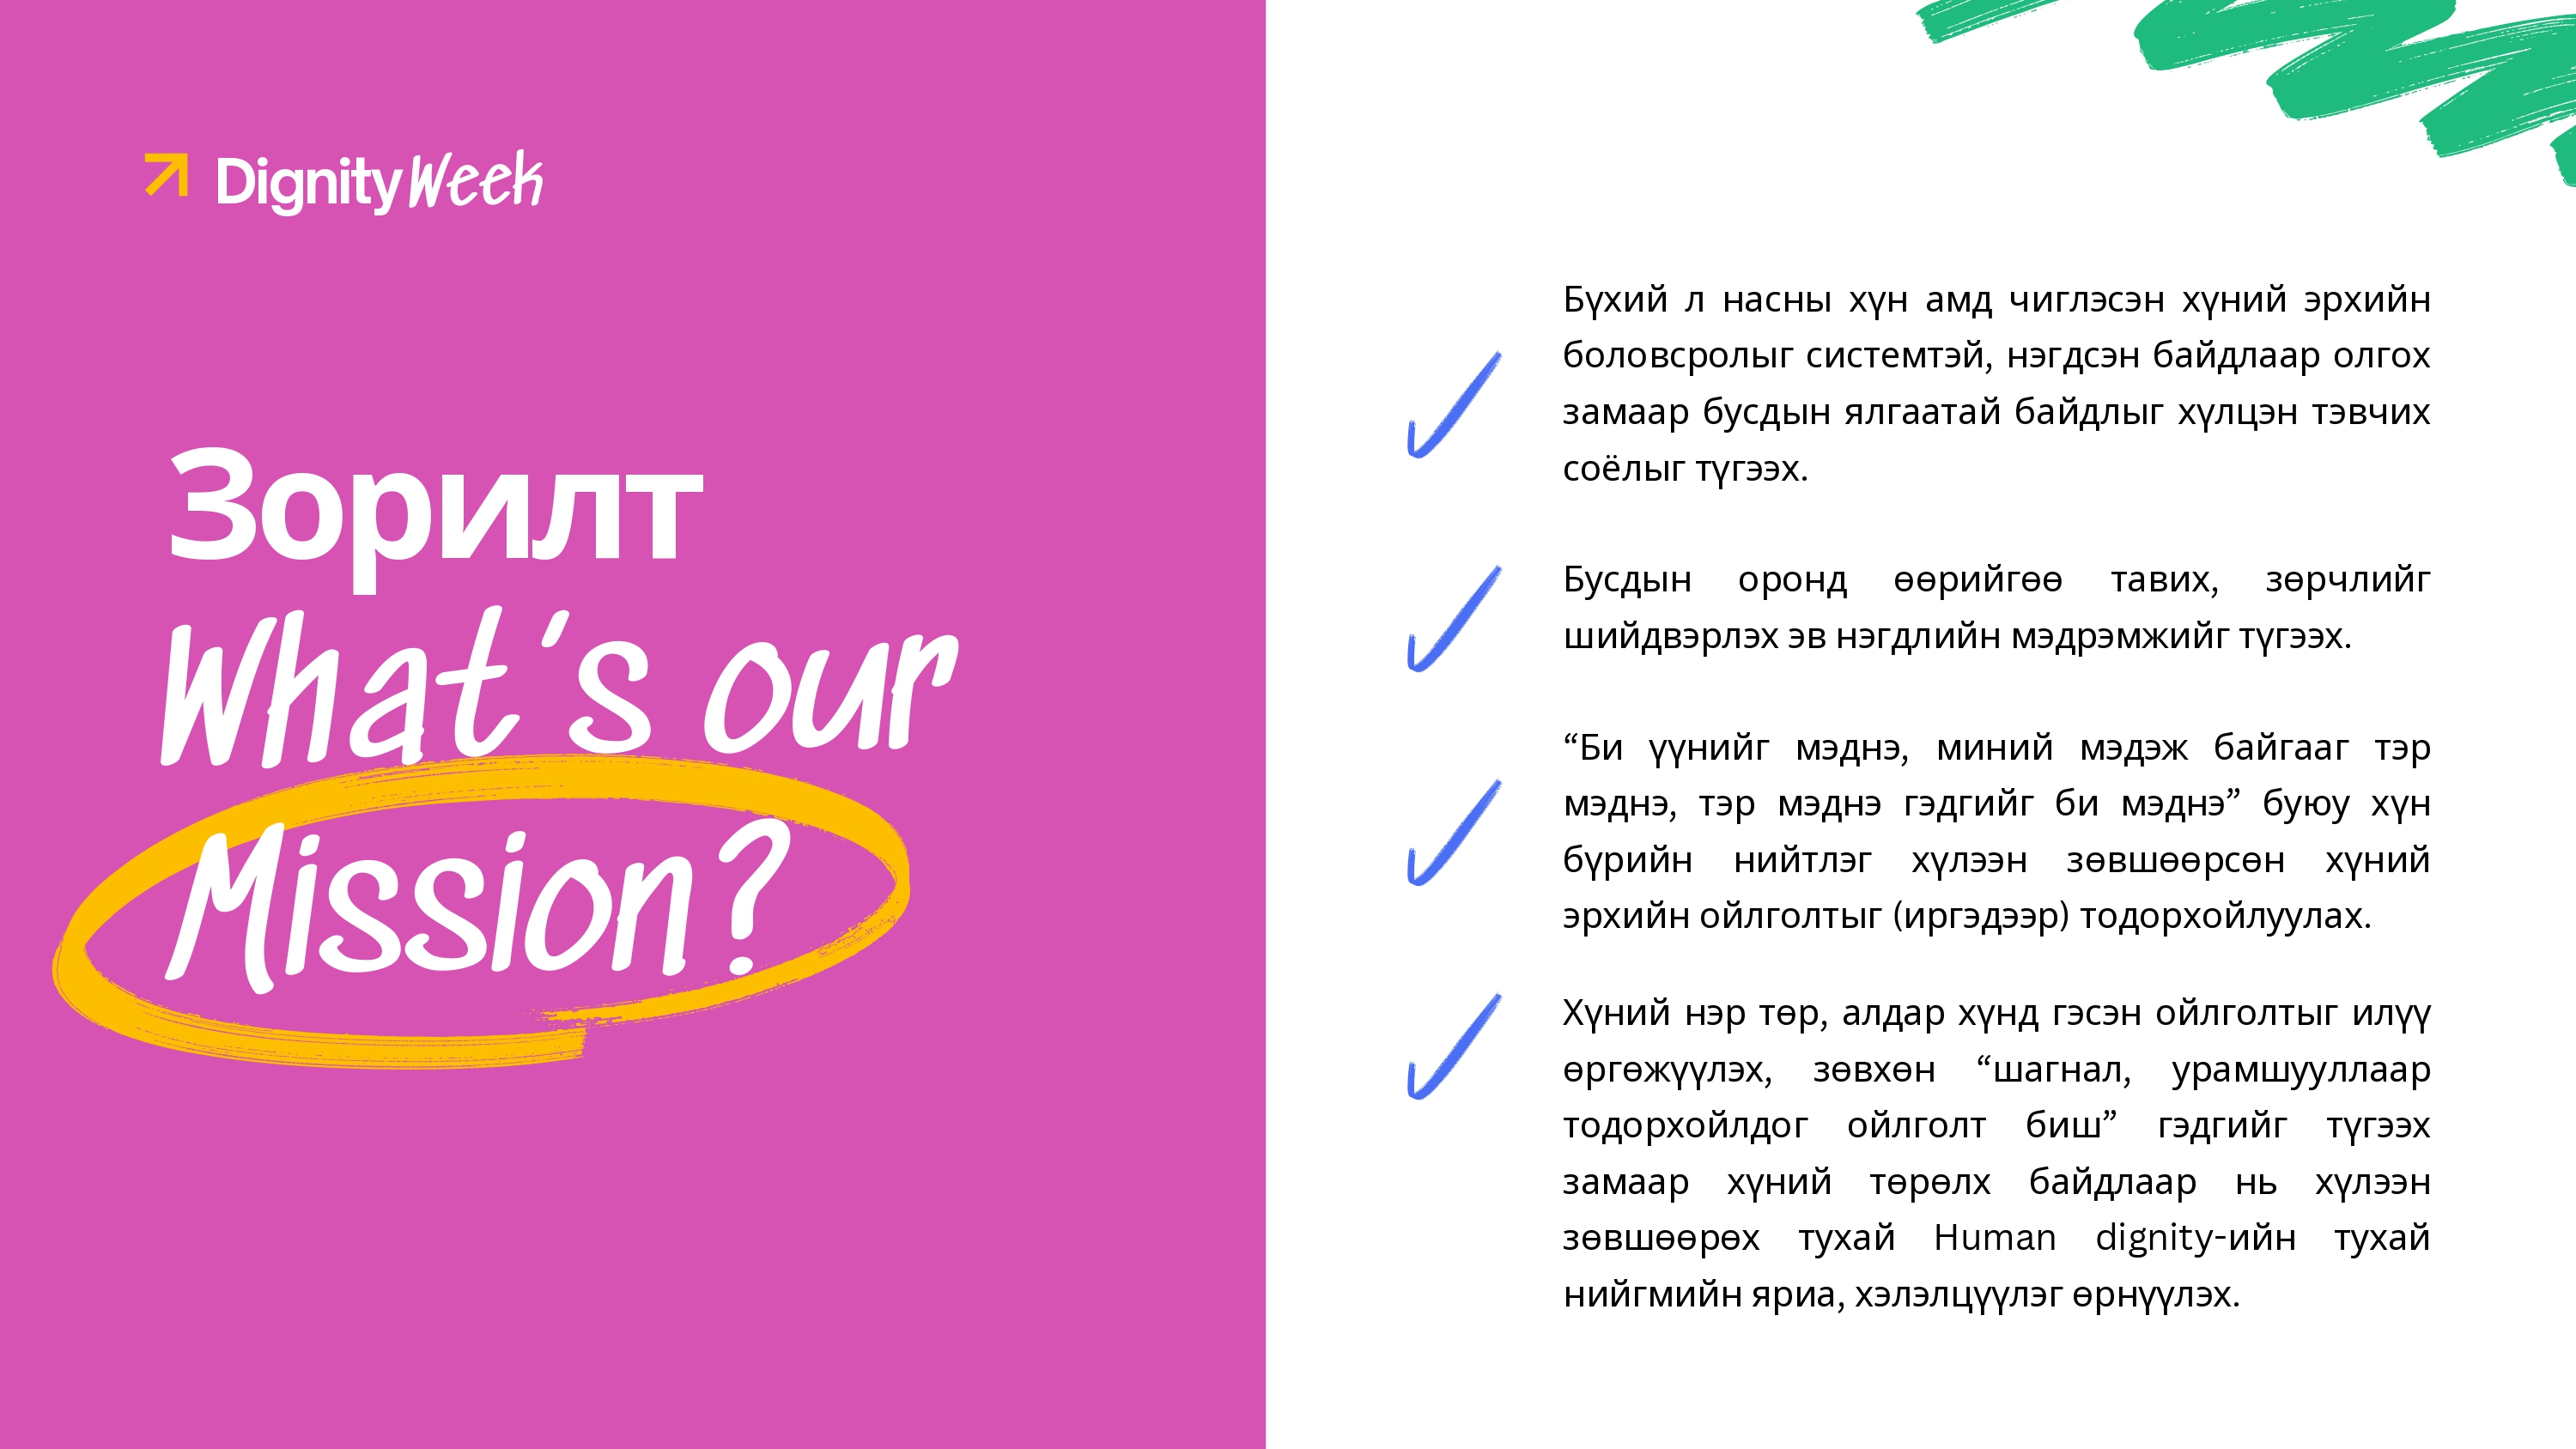 DignityWeek
Зорилт
What's our
Mission?
Бүхий л насны хүн амд чиглэсэн хүний эрхийн
боловсролыг системтэй, нэгдсэн байдлаар олгох
замаар бусдын ялгаатай байдлыг хүлцэн тэвчих
соёлыг түгээх.
Бусдын оронд өөрийгөө тавих, зөрчлийг
шийдвэрлэх эв нэгдлийн мэдрэмжийг түгээх.
“Би үүнийг мэднэ, миний мэдэж байгааг тэр
мэднэ, тэр мэднэ гэдгийг би мэднэ” буюу хүн
бүрийн нийтлэг хүлээн зөвшөөрсөн хүний
эрхийн ойлголтыг (иргэдээр) тодорхойлуулах.
Хүний нэр төр, алдар хүнд гэсэн ойлголтыг илүү
өргөжүүлэх, зөвхөн “шагнал, урамшууллаар
тодорхойлдог ойлголт биш” гэдгийг түгээх
замаар хүний төрөлх байдлаар нь хүлээн
зөвшөөрөх тухай Human dignity-ийн тухай
нийгмийн яриа, хэлэлцүүлэг өрнүүлэх.